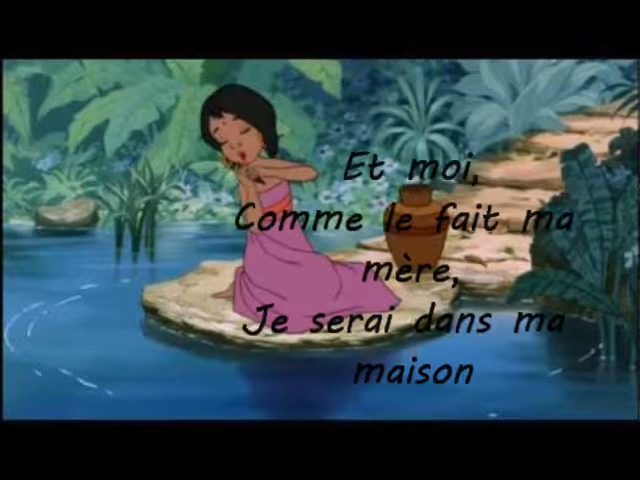 Et moi,
Comme le fait ma
mère,
Je serai dans ma
maison